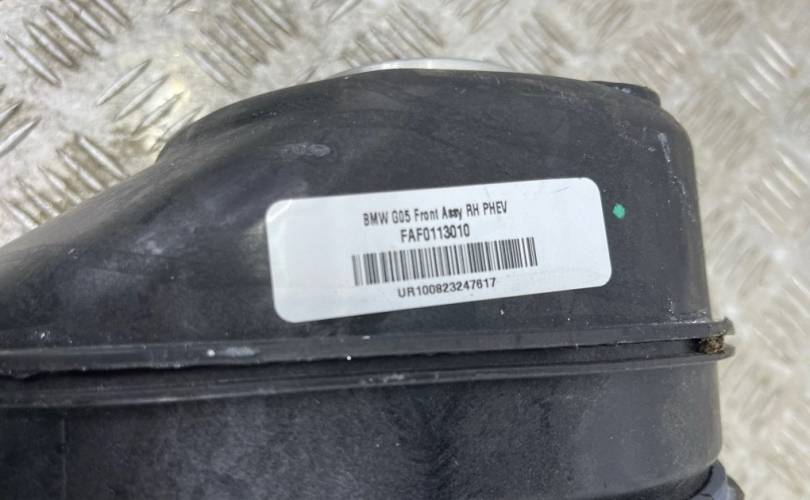 BMW G05 Front Assy RH PHEV
FAF0113010
UR100823247617